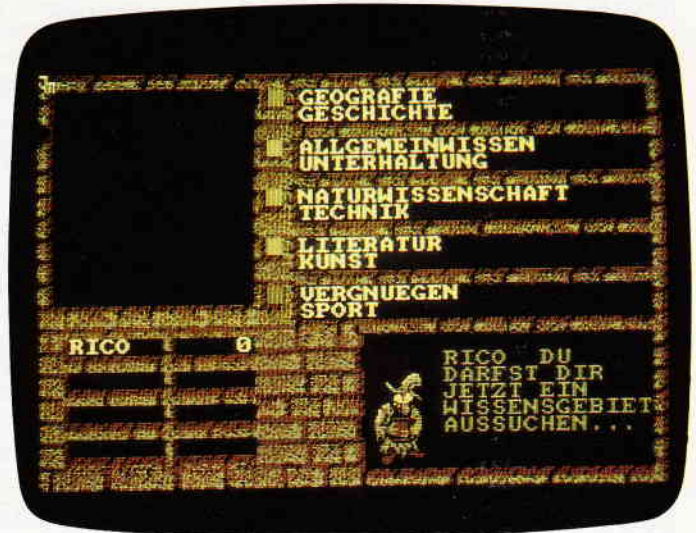 GEOGRAFIE
GESCHICHTE
ALLGEMEINWISSEN
UNTERHALTUNG
NATURWISSENSCHAFT
TECHNIK
LITERATUR
KUNST
VERGNUEGEN
SPORT
RICO 0
RICO DU
DARFST DIR
JETZT EIN
WISSENSGEBIET
AUSSUCHEN...